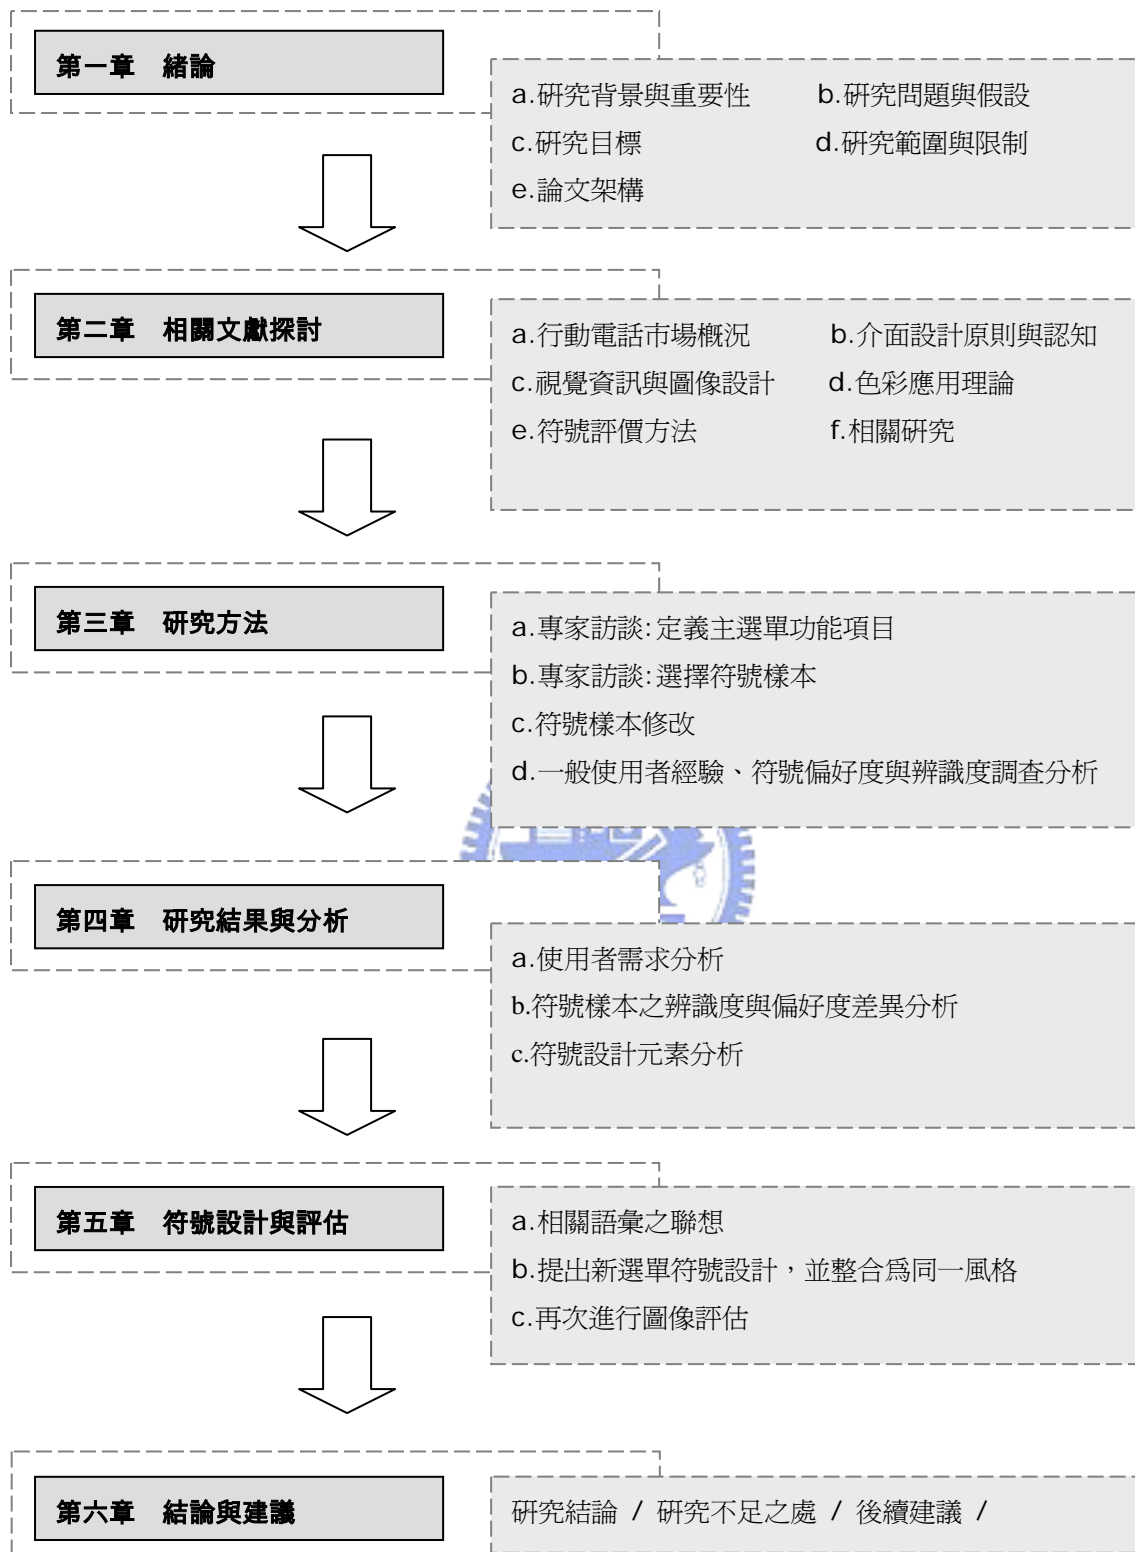 第一章 緒論
a.研究背景與重要性 b.研究問題與假設
c.研究目標 d.研究範圍與限制
e.論文架構
第二章 相關文獻探討
a.行動電話市場概況 b.介面設計原則與認知
c.視覺資訊與圖像設計 d.色彩應用理論
e.符號評價方法 f.相關研究
第三章 研究方法
a.專家訪談:定義主選單功能項目
b.專家訪談:選擇符號樣本
c.符號樣本修改
d.一般使用者經驗、符號偏好度與辨識度調查分析
第四章 研究結果與分析
a.使用者需求分析
b.符號樣本之辨識度與偏好度差異分析
c.符號設計元素分析
第五章 符號設計與評估
a.相關語彙之聯想
b.提出新選單符號設計，並整合為同一風格
c.再次進行圖像評估
第六章 結論與建議
研究結論 / 研究不足之處 / 後續建議 /